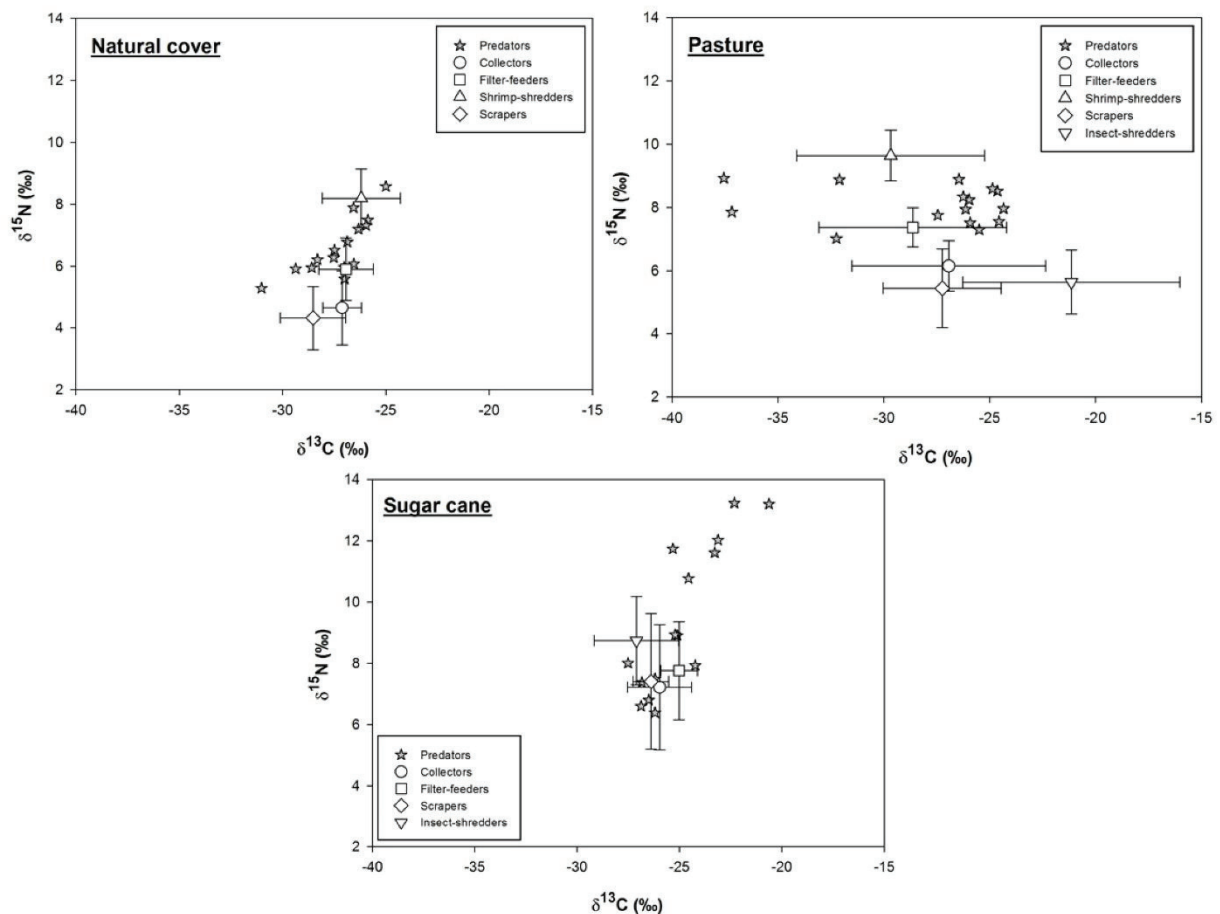 Natural cover
Predators
Collectors
Filter-feeders
Shrimp-shredders
Scrapers
14
12
10
8
6
4
2
δ15N (‰)
-40
-35
-30
-25
-20
-15
δ13C (‰)
Pasture
Predators
Collectors
Filter-feeders
Shrimp-shredders
Scrapers
Insect-shredders
14
12
10
8
6
4
2
δ15N (‰)
-40
-35
-30
-25
-20
-15
δ13C (‰)
Sugar cane
14
12
10
8
6
4
2
δ15N (‰)
Predators
Collectors
Filter-feeders
Scrapers
Insect-shredders
-40
-35
-30
-25
-20
-15
δ13C (‰)